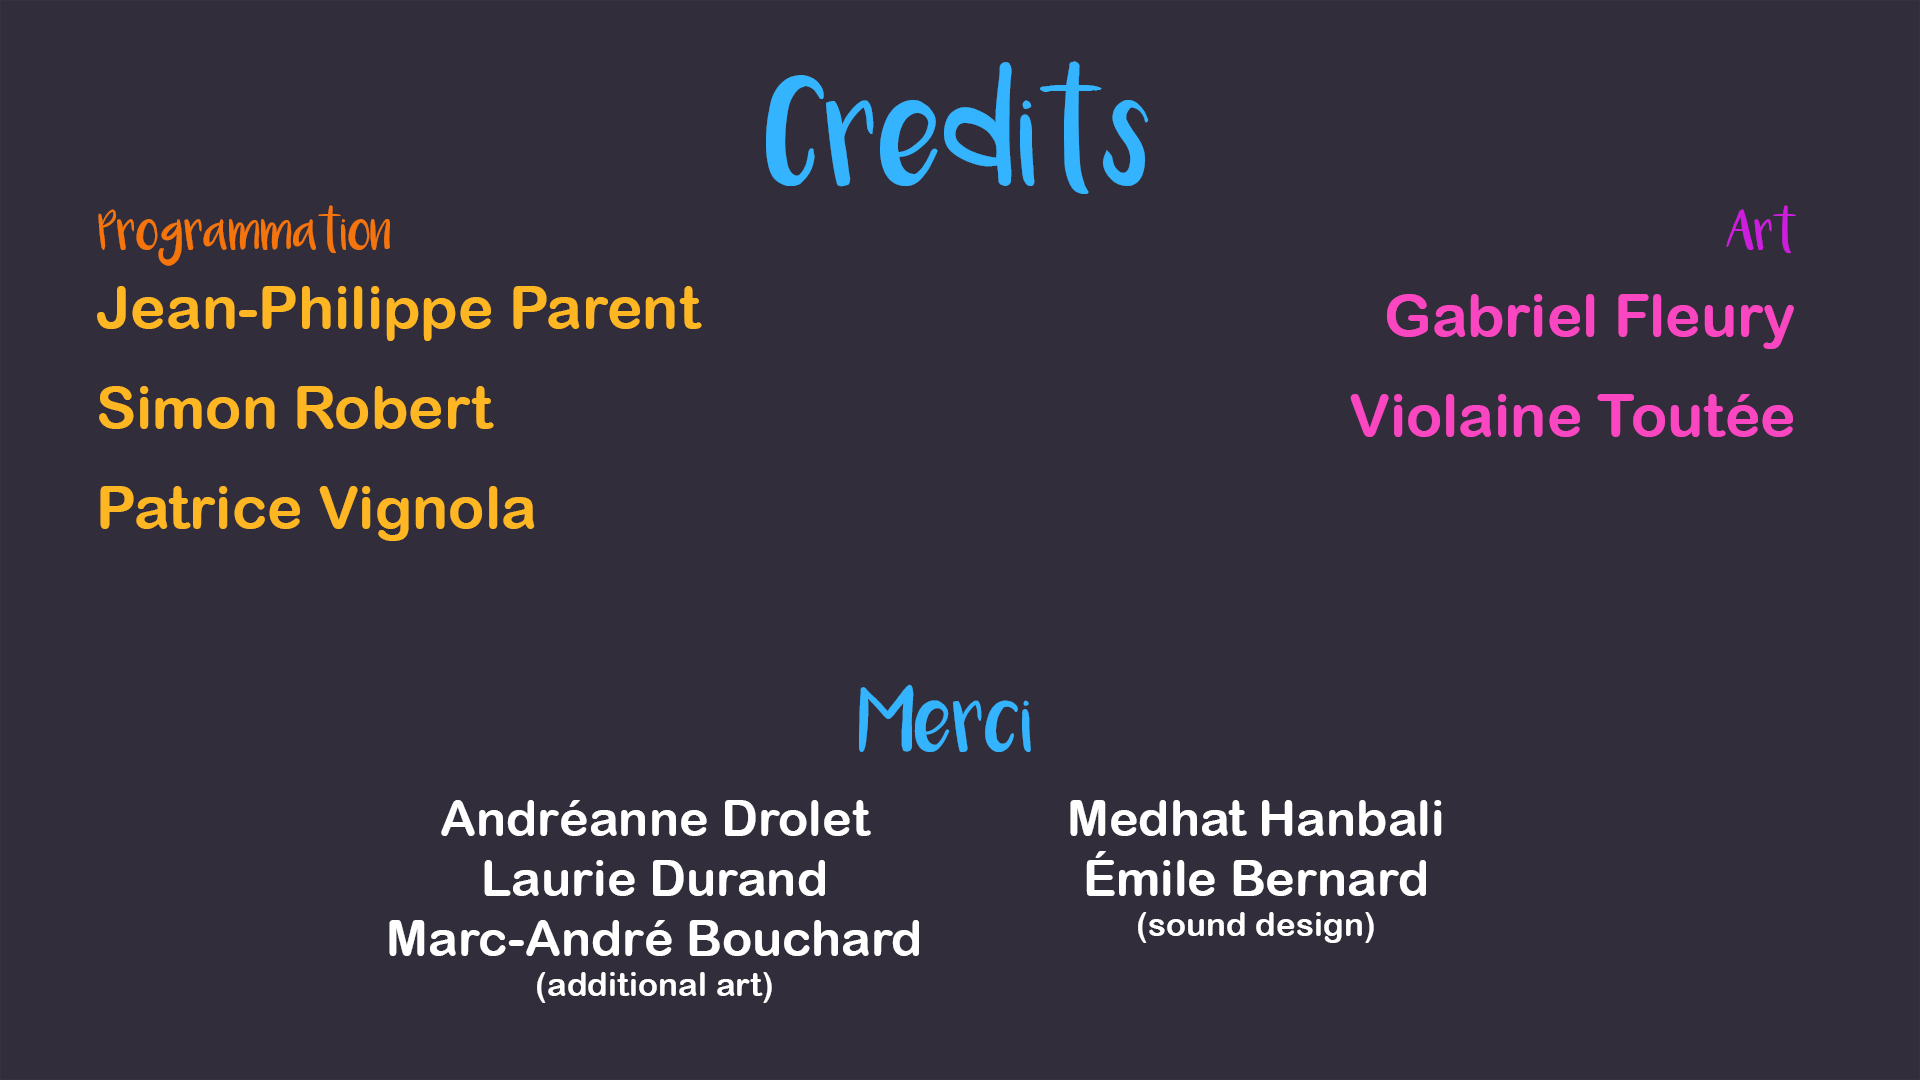 Credits
Programmation
Jean-Philippe Parent
Simon Robert
Patrice Vignola
Art
Gabriel Fleury
Violaine Toutée
Merci
Andréanne Drolet
Laurie Durand
Marc-André Bouchard
(additional art)
Medhat Hanbali
Émile Bernard
(sound design)